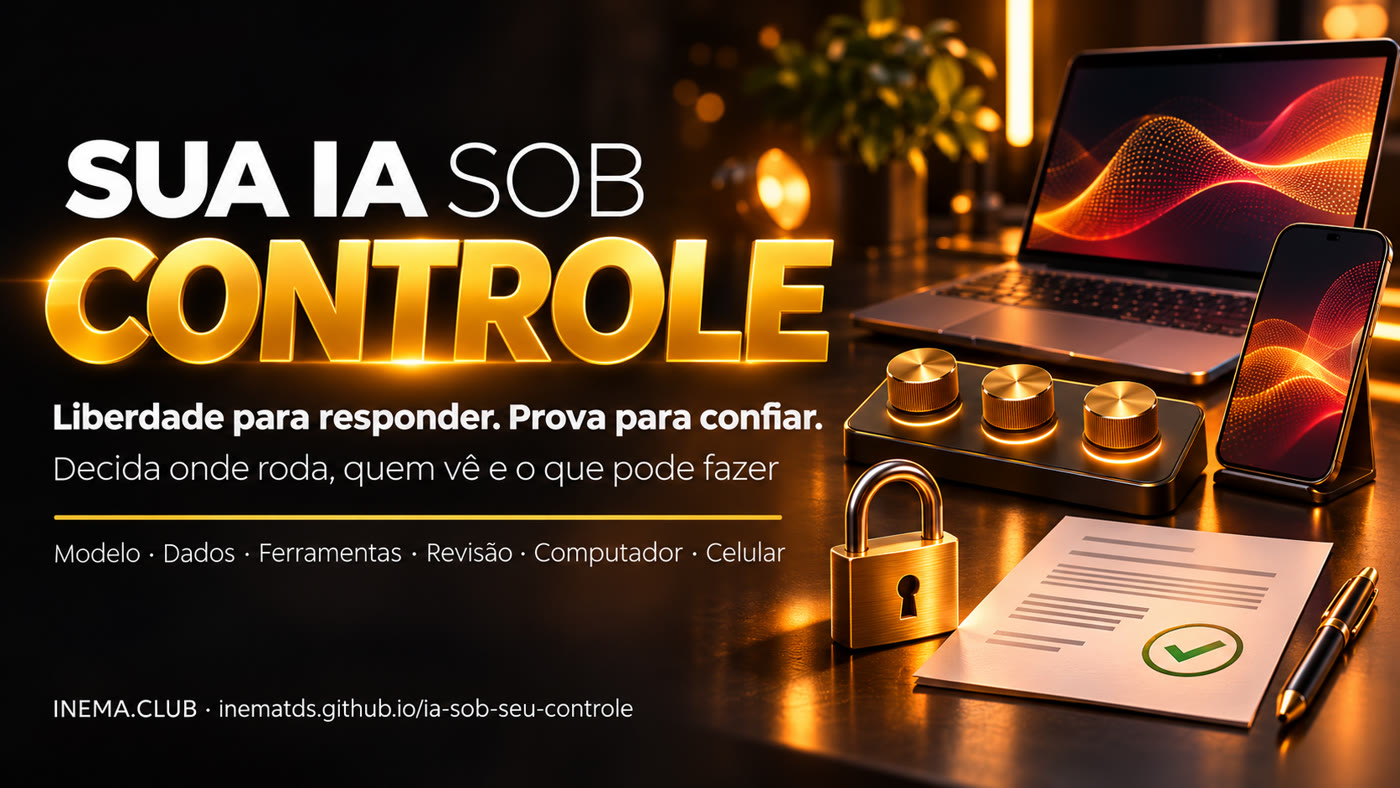 SUA IA SOB
CONTROLE
Liberdade para responder. Prova para confiar.
Decida onde roda, quem vê e o que pode fazer
Modelo · Dados · Ferramentas · Revisão · Computador · Celular
INEMA.CLUB · inematds.github.io/ia-sob-seu-controle